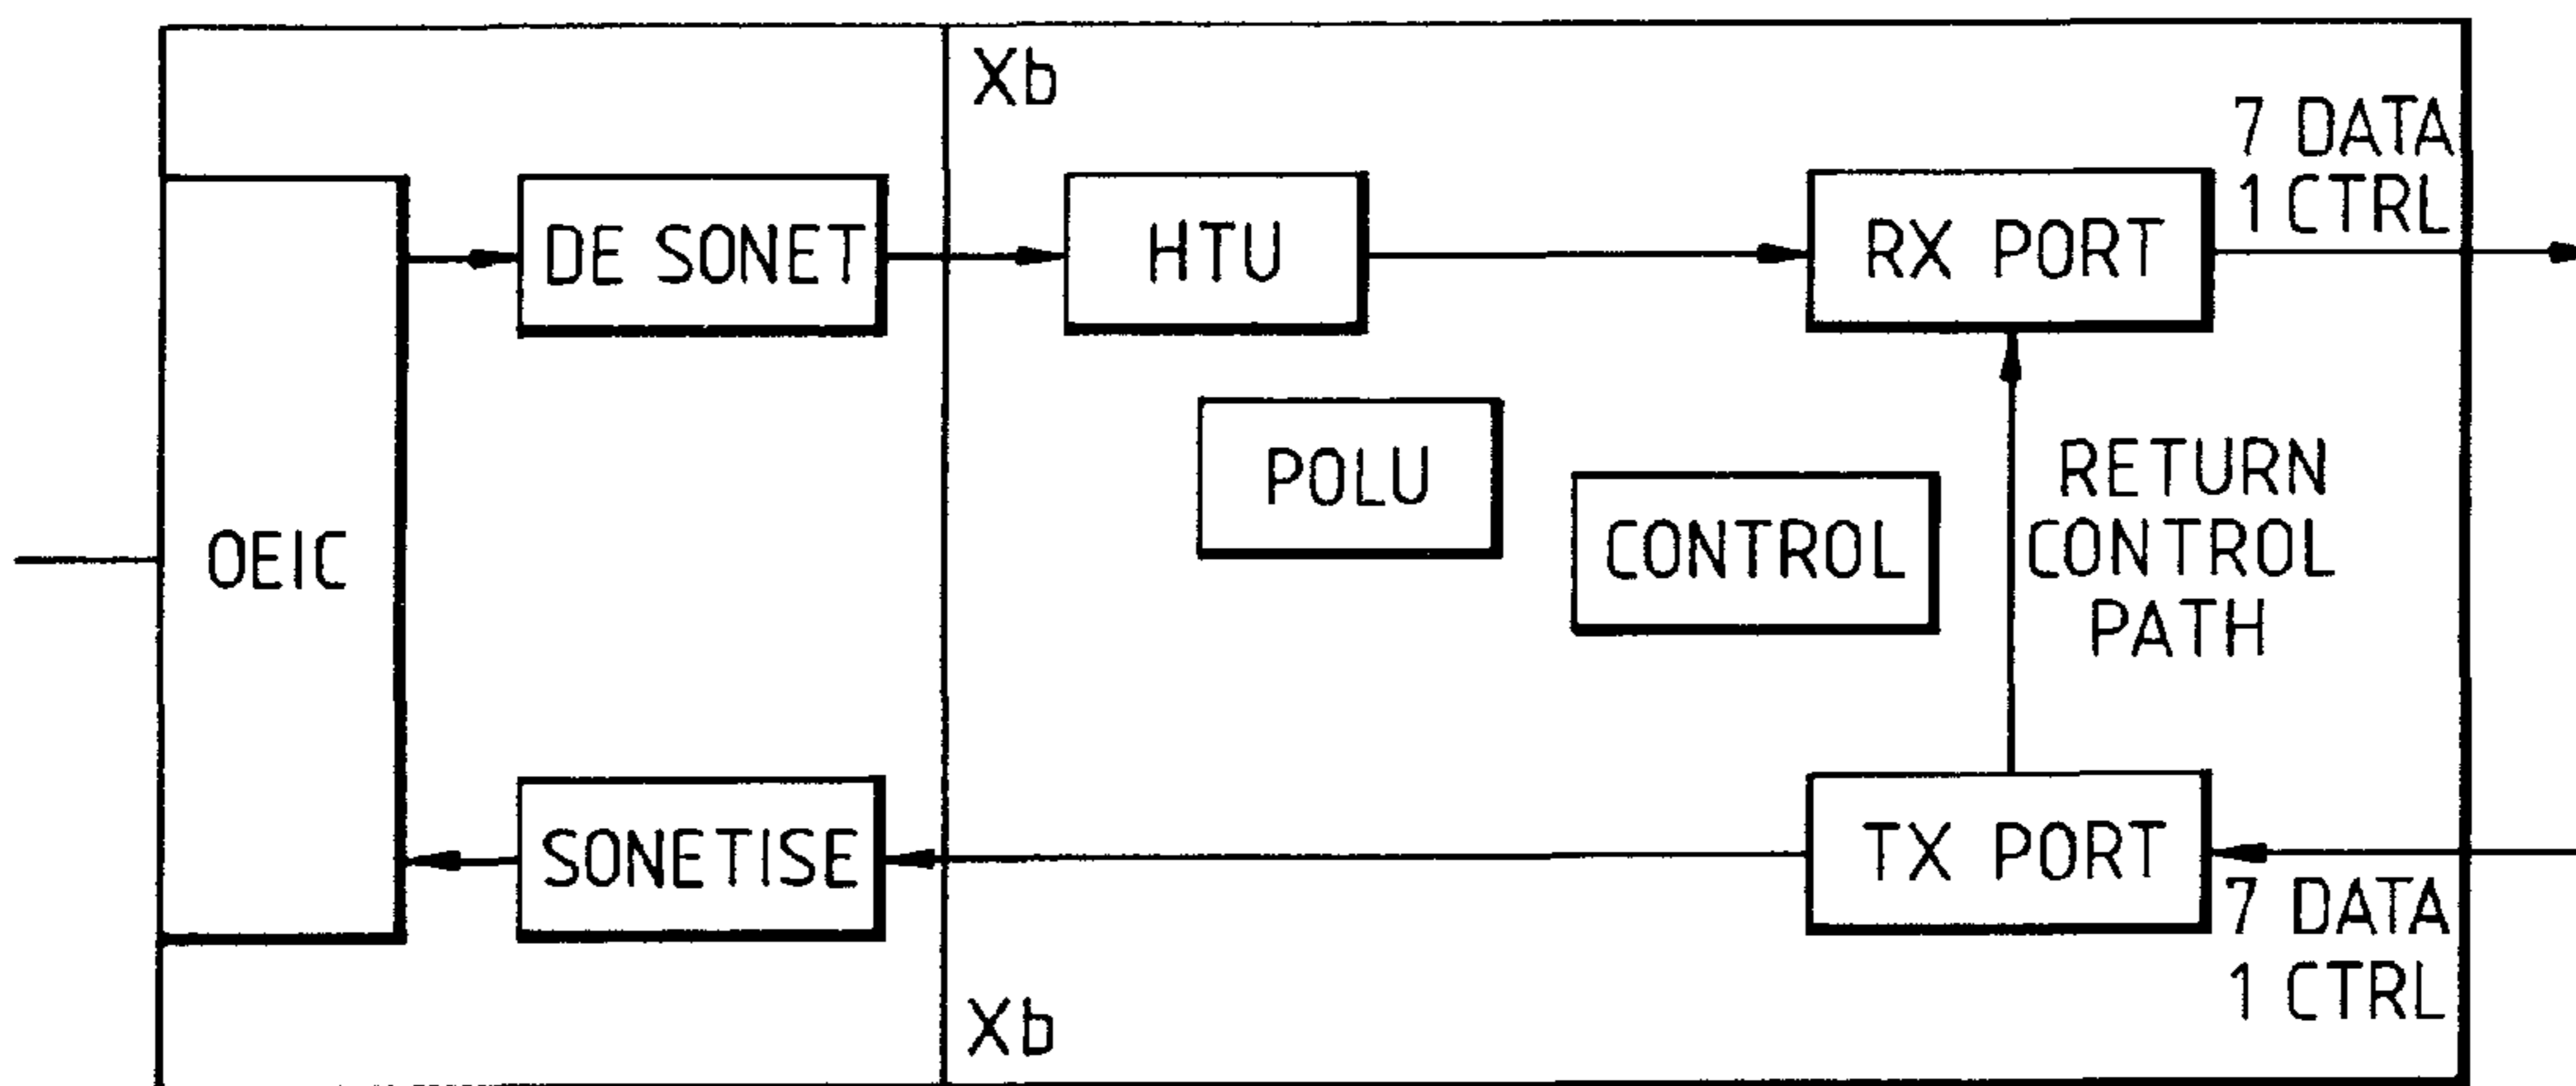 Xb
7 DATA
1 CTRL
DE SONET
HTU
RX PORT
POLU
RETURN
CONTROL
PATH
CONTROL
OEIC
SONETISE
TX PORT
7 DATA
1 CTRL
Xb